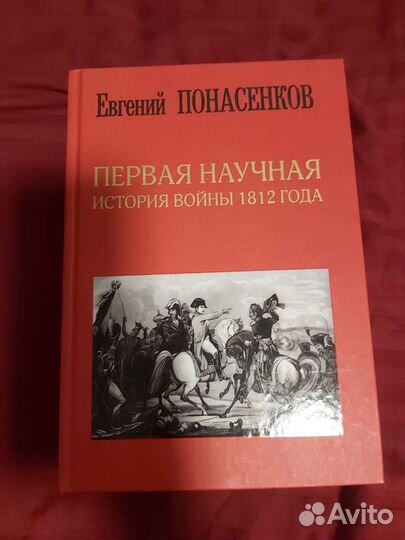 Евгений ПОНАСЕНКОВ
ПЕРВАЯ НАУЧНАЯ
ИСТОРИЯ ВОЙНЫ 1812 ГОДА
Avito